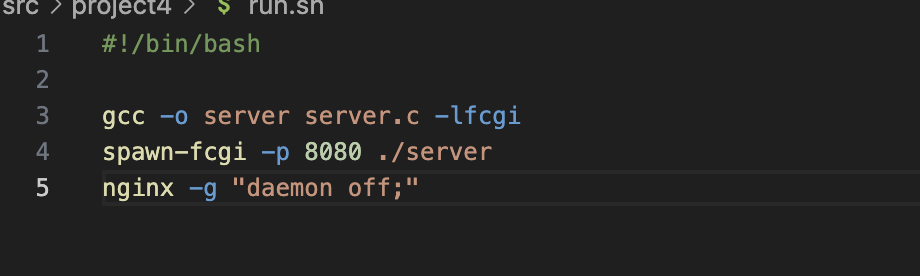 src > project4 > $ run.sh
1 #!/bin/bash
2
3 gcc -o server server.c -lfcgi
4 spawn-fcgi -p 8080 ./server
5 nginx -g "daemon off;"